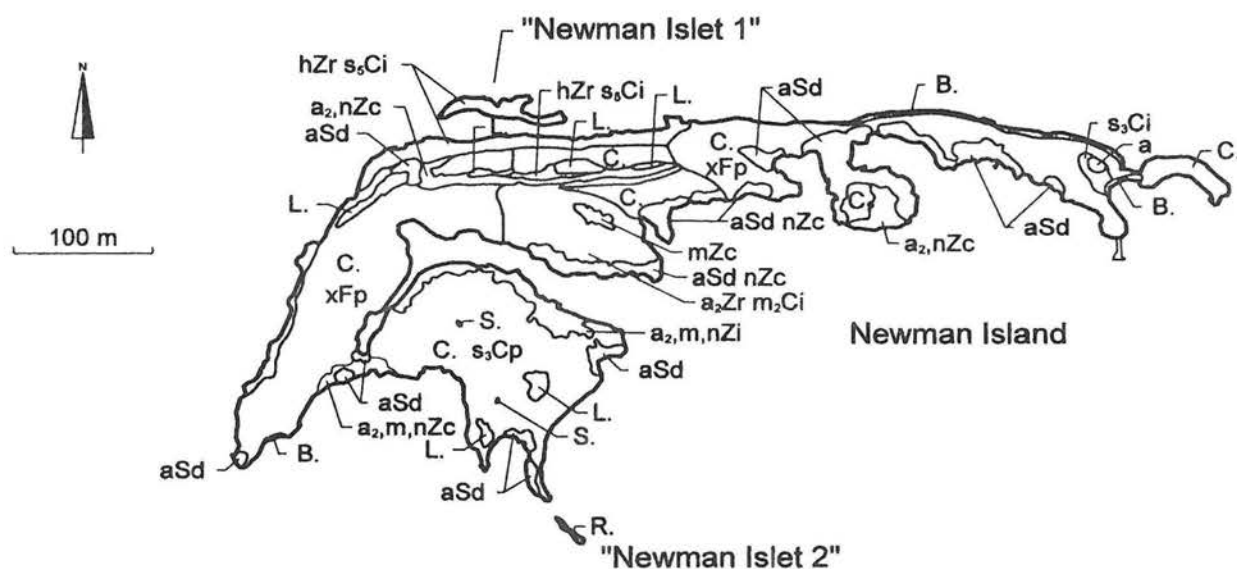 "Newman Islet 1"
N
hZr s₅Ci
hZr s₅Ci
L.
aSd
B.
a₂,nZc
aSd
L.
C.
C.
xFp
s₃Ci
a
C.
L.
C.
C.
B.
100 m
aSd nZc
aSd
mZc
a₂,nZc
C.
xFp
aSd nZc
a₂Zr m₂Ci
S.
a₂,m,nZi
Newman Island
C. s₃Cp
aSd
aSd
L.
a₂,m,nZc
S.
B.
L.
aSd
aSd
R.
"Newman Islet 2"